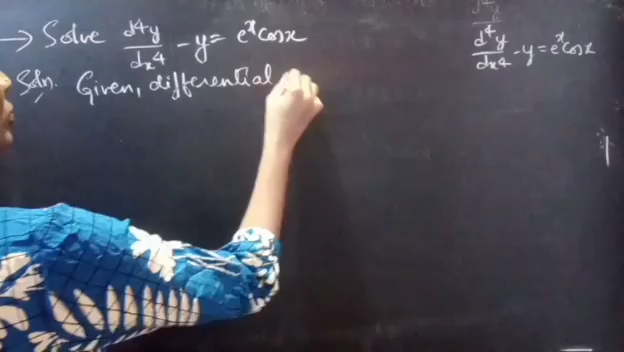 → Solve d⁴y/dx⁴ - y = eˣcosx
Soln. Given, differential
d⁴y/dx⁴ - y = eˣcosx